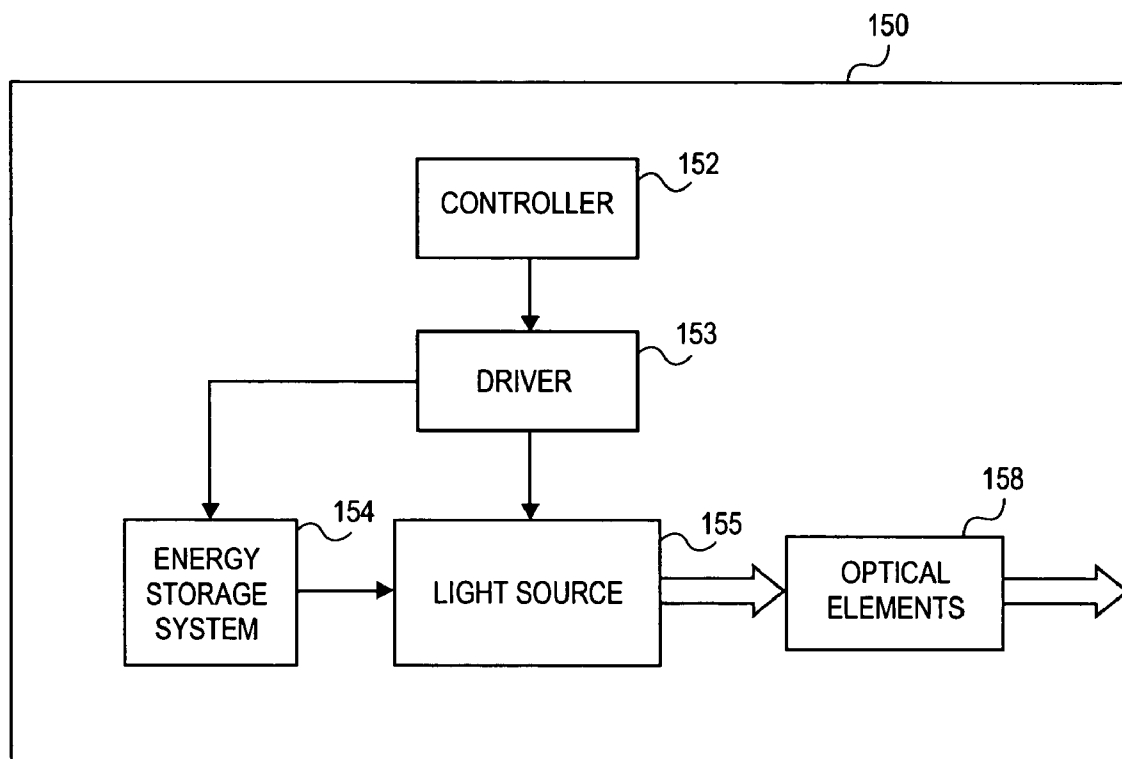 150
152
CONTROLLER
153
DRIVER
154
ENERGY
STORAGE
SYSTEM
155
LIGHT SOURCE
158
OPTICAL
ELEMENTS